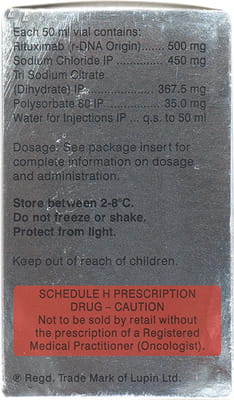 Each 50 ml vial contains:
Rituximab (r-DNA Origin)...... 500 mg
Sodium Chloride IP ............... 450 mg
Tri Sodium Citrate
(Dihydrate) IP..................... 367.5 mg
Polysorbate 80 IP ............... 35.0 mg
Water for Injections IP ... q.s. to 50 ml
Dosage: See package insert for
complete information on dosage
and administration.
Store between 2-8°C.
Do not freeze or shake.
Protect from light.
Keep out of reach of children.
SCHEDULE H PRESCRIPTION
DRUG – CAUTION
Not to be sold by retail without
the prescription of a Registered
Medical Practitioner (Oncologist).
® Regd. Trade Mark of Lupin Ltd.